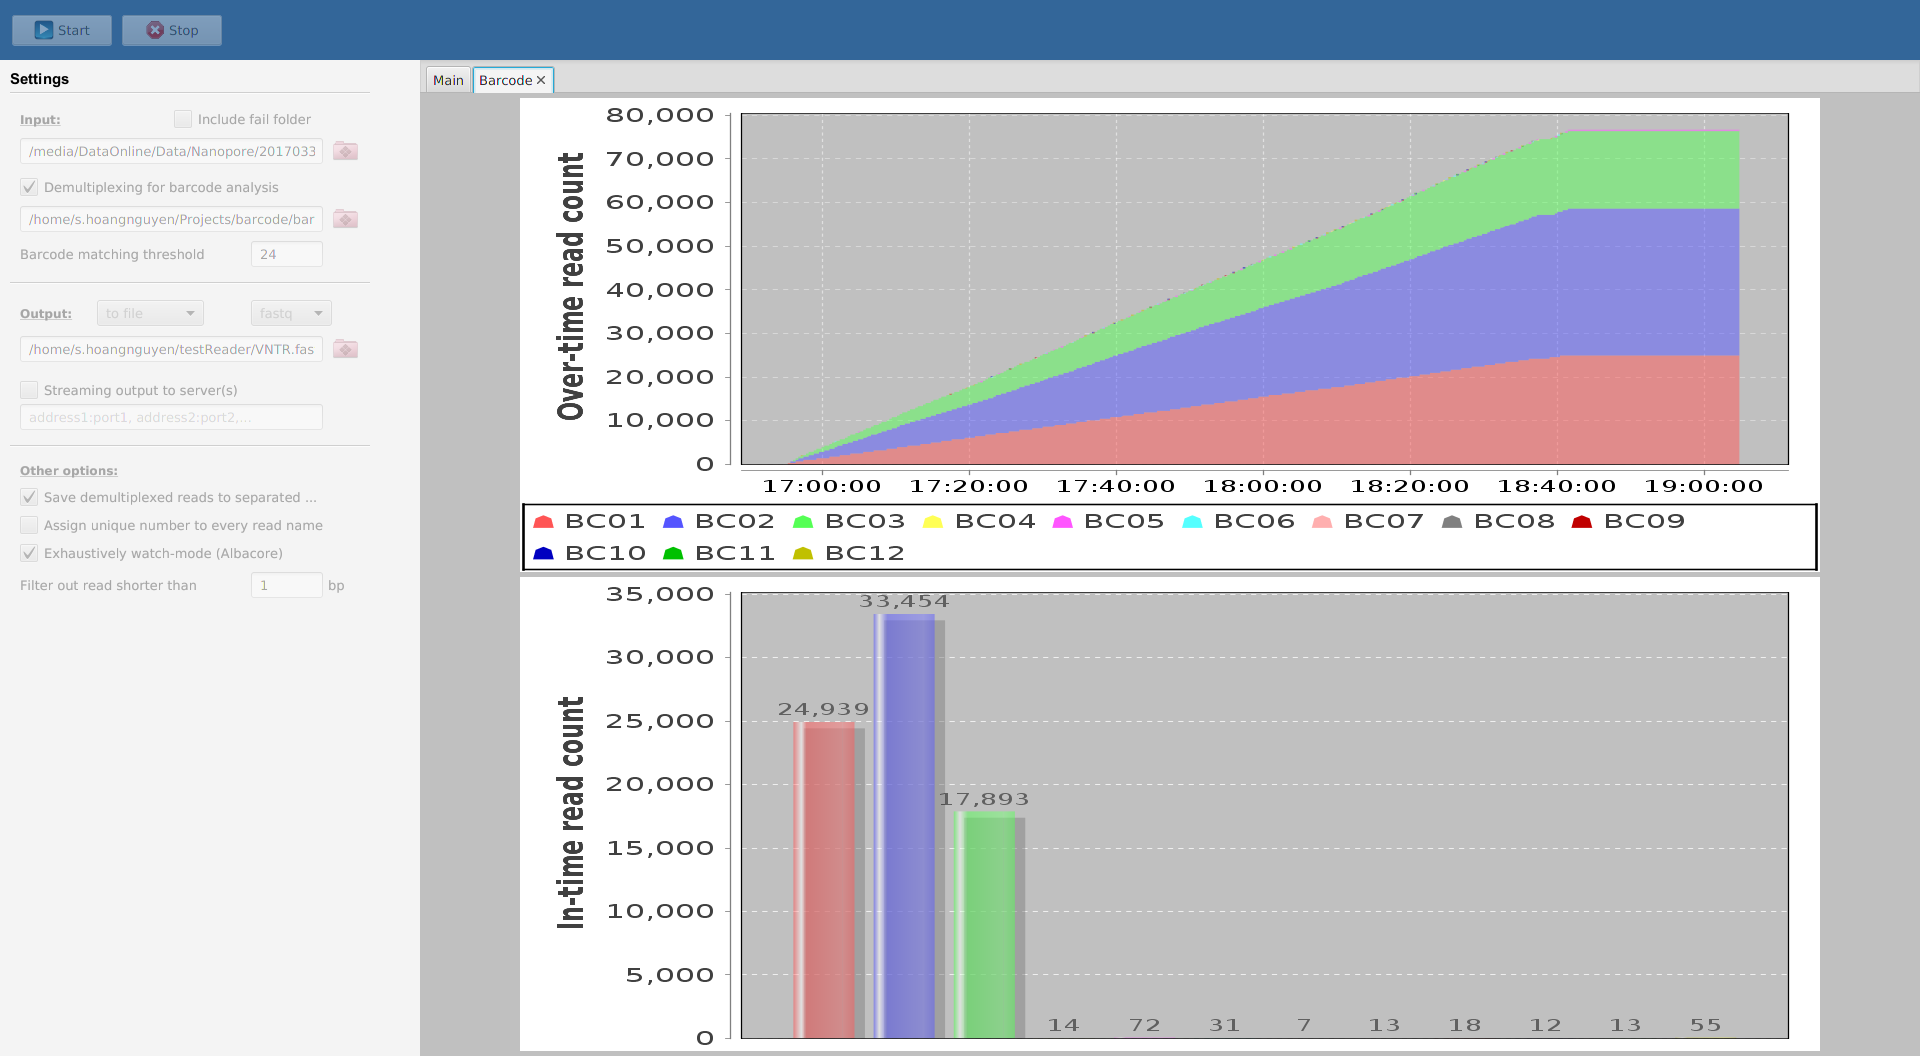 Start Stop
Settings
Input: Include fail folder
/media/DataOnline/Data/Nanopore/2017033
Demultiplexing for barcode analysis
/home/s.hoangnguyen/Projects/barcode/bar
Barcode matching threshold 24
Output: to file fastq
/home/s.hoangnguyen/testReader/VNTR.fas
Streaming output to server(s)
address1:port1, address2:port2,...
Other options:
Save demultiplexed reads to separated ...
Assign unique number to every read name
Exhaustively watch-mode (Albacore)
Filter out read shorter than 1 bp
Main Barcode
Over-time read count
80,000
70,000
60,000
50,000
40,000
30,000
20,000
10,000
0
17:00:00 17:20:00 17:40:00 18:00:00 18:20:00 18:40:00 19:00:00
BC01 BC02 BC03 BC04 BC05 BC06 BC07 BC08 BC09
BC10 BC11 BC12
In-time read count
35,000
30,000
25,000
20,000
15,000
10,000
5,000
0
24,939 33,454 17,893 14 72 31 7 13 18 12 13 55